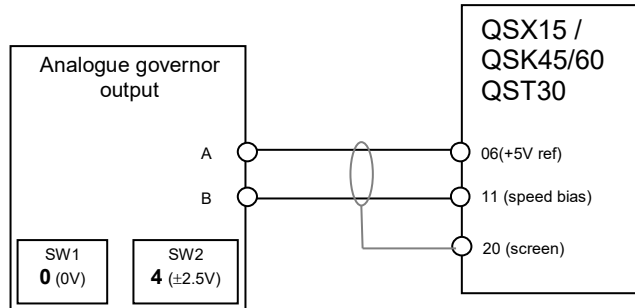 Analogue governor
output
A
B
SW1
0 (0V)
SW2
4 (±2.5V)
QSX15 /
QSK45/60
QST30
06(+5V ref)
11 (speed bias)
20 (screen)